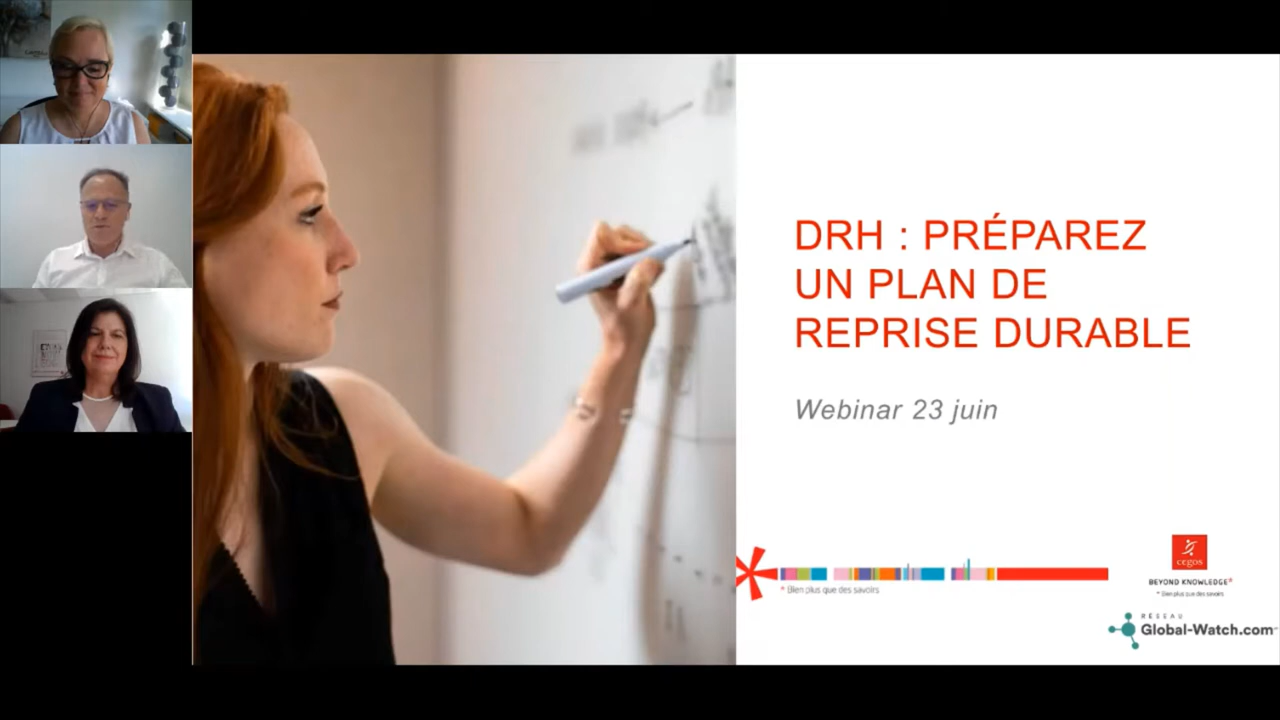 DRH : PRÉPAREZ
UN PLAN DE
REPRISE DURABLE
Webinar 23 juin
* Bien plus que des savoirs
cegos
BEYOND KNOWLEDGE®
* Bien plus que des savoirs
RÉSEAU
Global-Watch.com